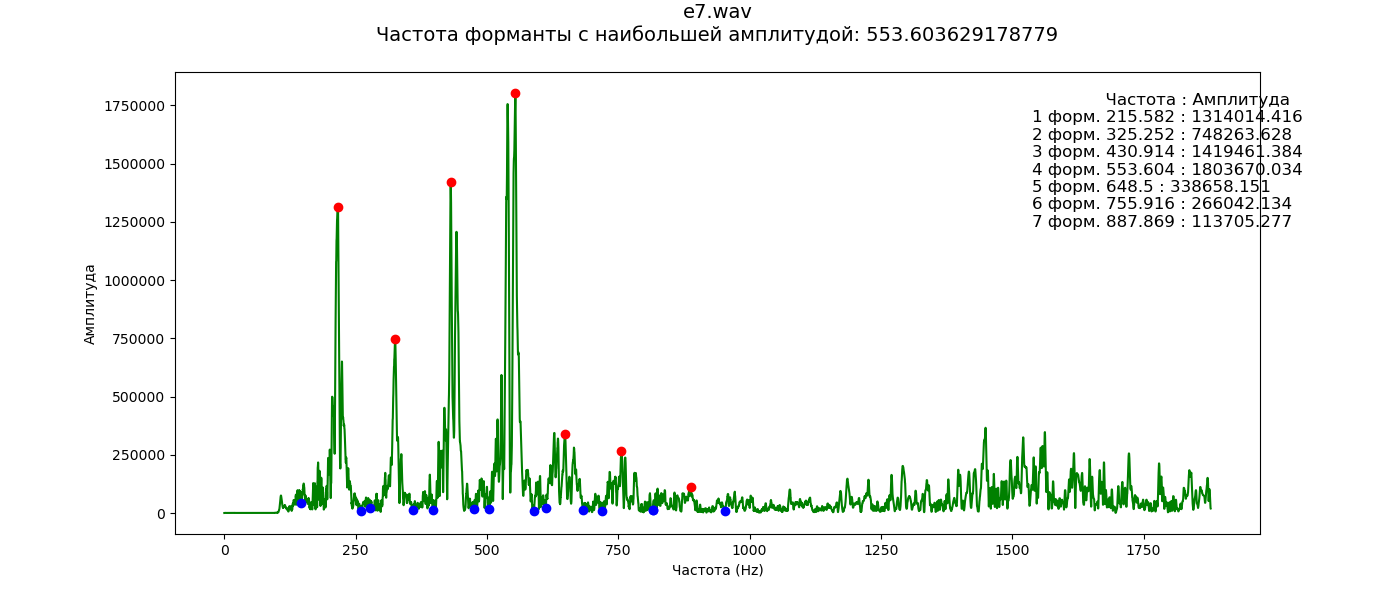 e7.wav
Частота форманты с наибольшей амплитудой: 553.603629178779
Частота : Амплитуда
1 форм. 215.582 : 1314014.416
2 форм. 325.252 : 748263.628
3 форм. 430.914 : 1419461.384
4 форм. 553.604 : 1803670.034
5 форм. 648.5 : 338658.151
6 форм. 755.916 : 266042.134
7 форм. 887.869 : 113705.277
Амплитуда
1750000
1500000
1250000
1000000
750000
500000
250000
0
0 250 500 750 1000 1250 1500 1750
Частота (Hz)